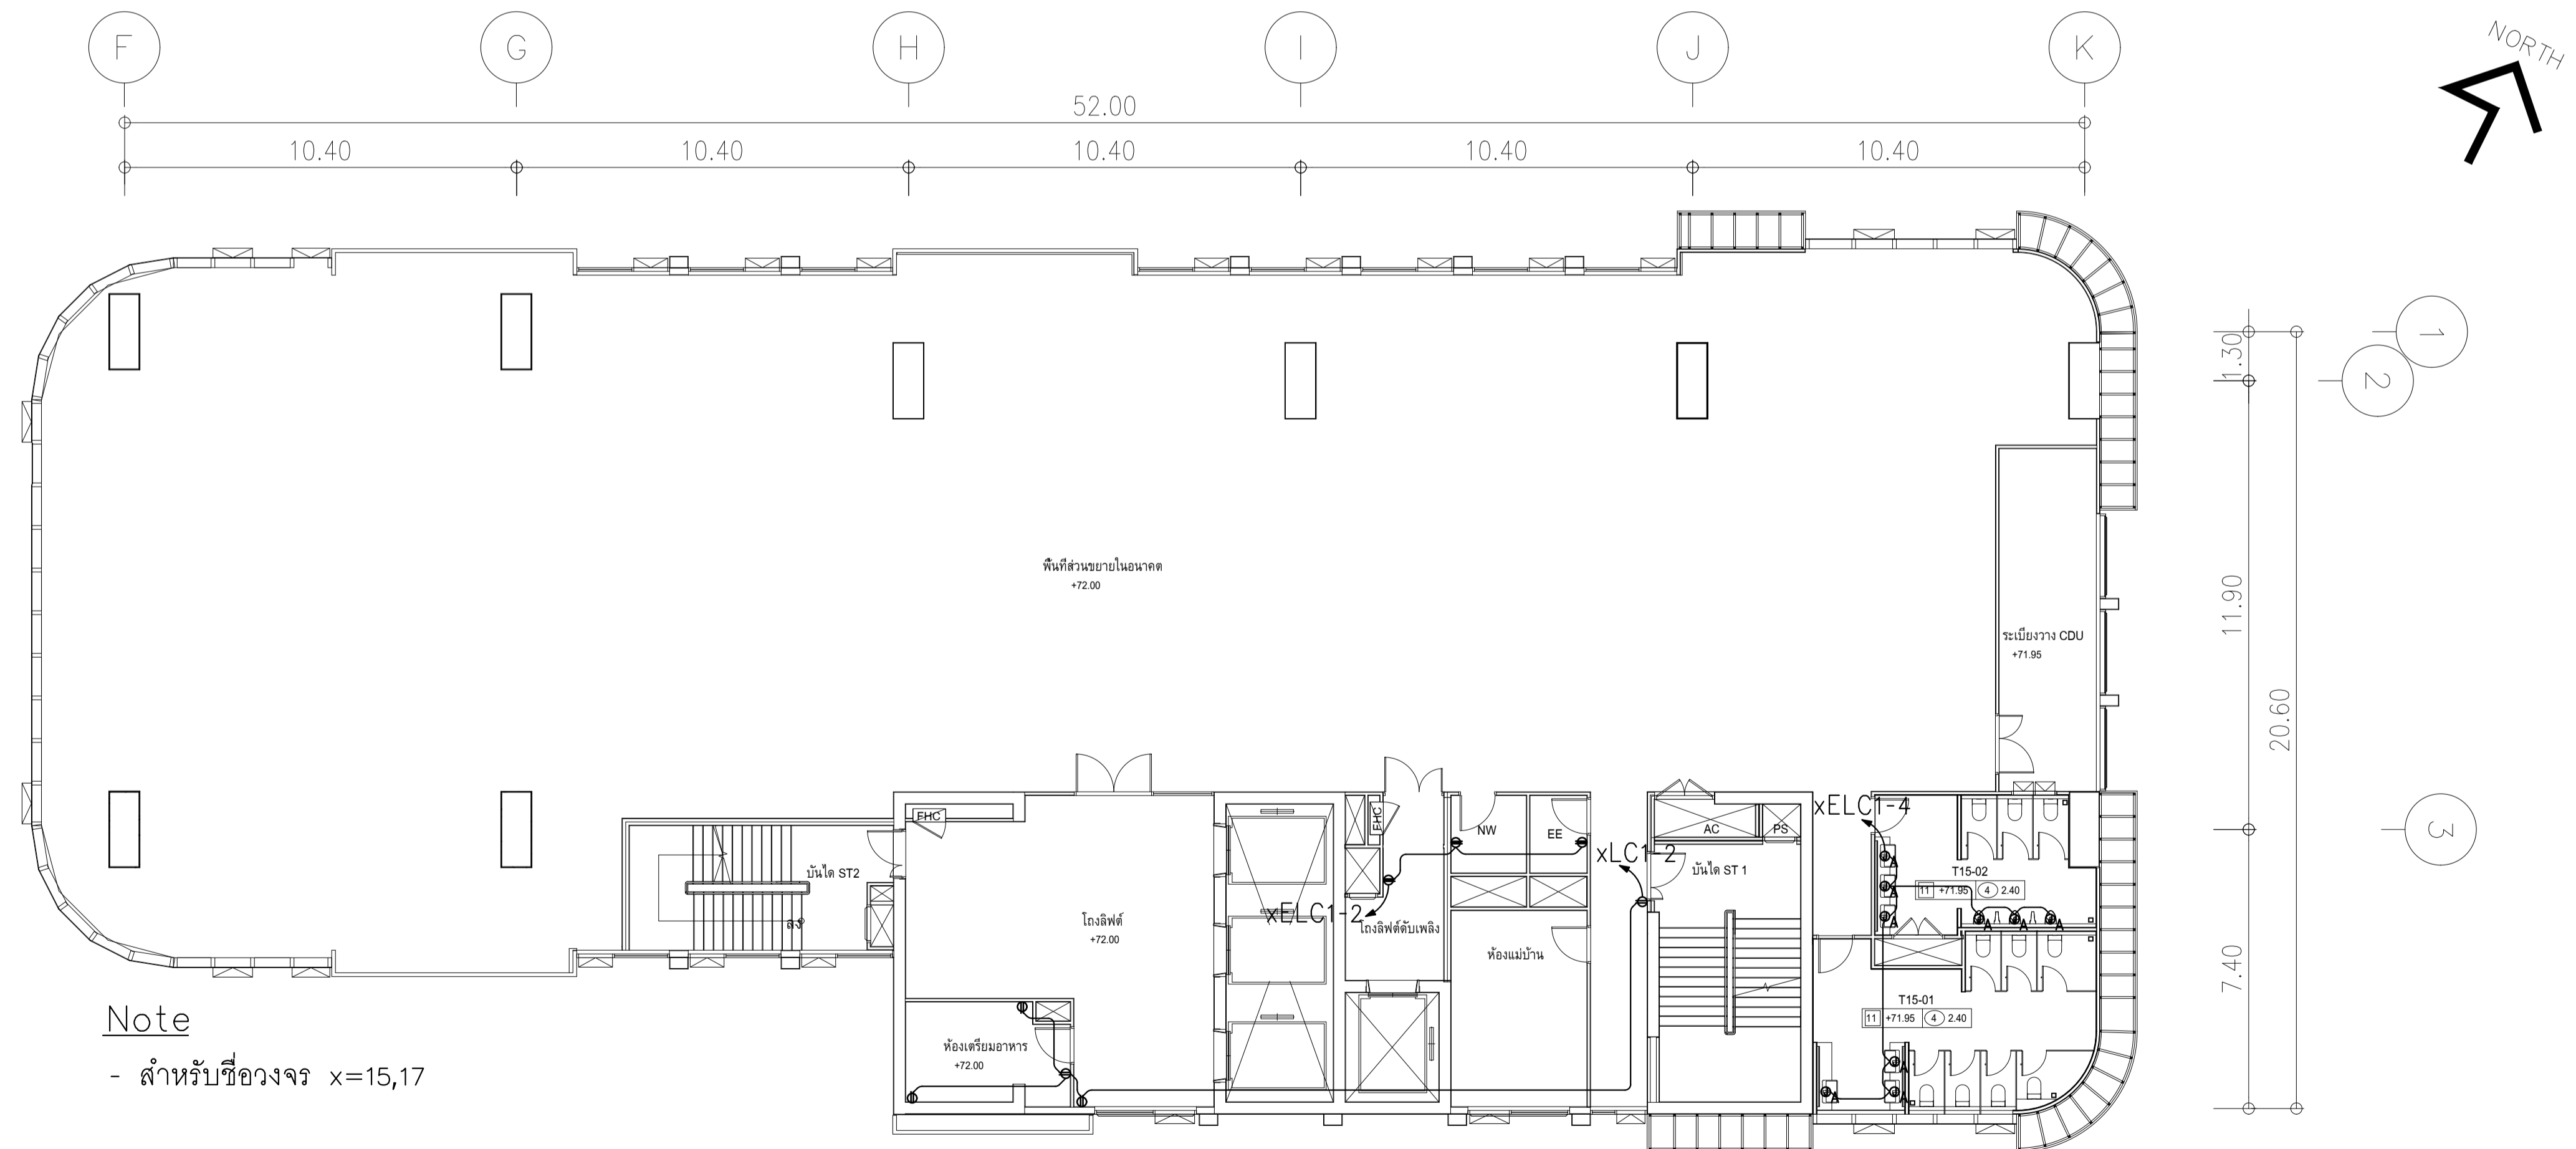 F
G
H
I
J
K
NORTH
52.00
10.40
10.40
10.40
10.40
10.40
1
2
3
1.30
11.90
7.40
20.60
พื้นที่ส่วนขยายในอนาคต
+72.00
ระเบียงวาง CDU
+71.95
FHC
บันได ST2
ลง
โถงลิฟต์
+72.00
FHC
NW
EE
xELC1-2
โถงลิฟต์ดับเพลิง
ห้องแม่บ้าน
xLC1-2
AC
PS
บันได ST 1
xELC1-4
A
A
A
A
A
A
T15-02
11 +71.95 4 2.40
T15-01
11 +71.95 4 2.40
A
A
A
ห้องเตรียมอาหาร
+72.00
Note
- สำหรับชื่อวงจร x=15,17